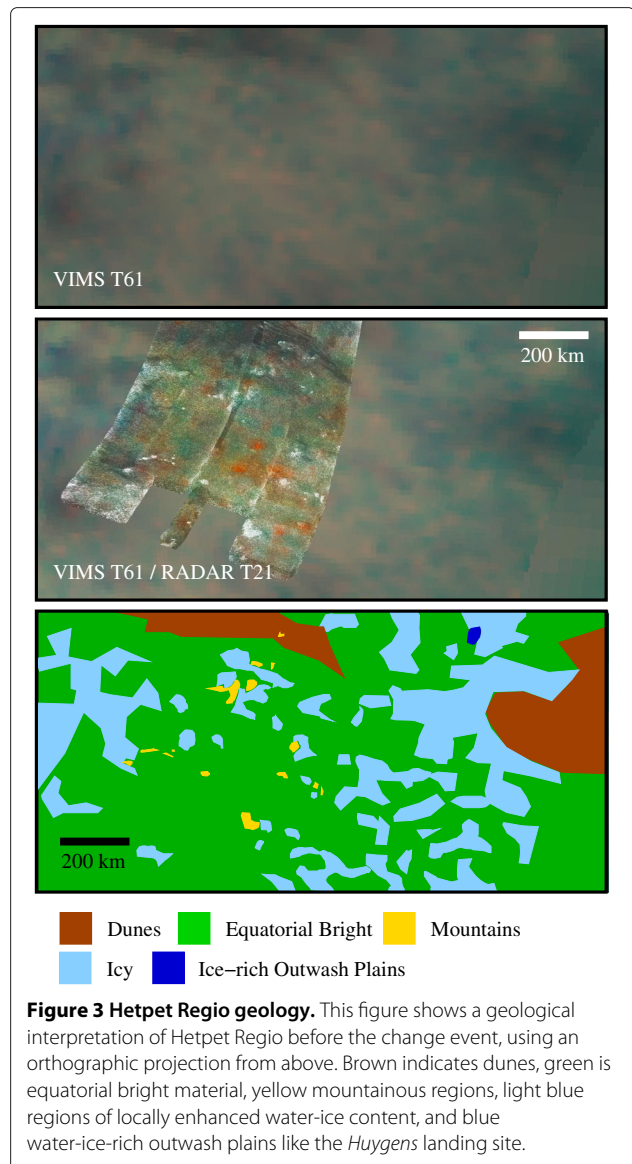 VIMS T61
200 km
VIMS T61 / RADAR T21
200 km
Dunes Equatorial Bright Mountains
Icy Ice−rich Outwash Plains
Figure 3 Hetpet Regio geology. This figure shows a geological
interpretation of Hetpet Regio before the change event, using an
orthographic projection from above. Brown indicates dunes, green is
equatorial bright material, yellow mountainous regions, light blue
regions of locally enhanced water-ice content, and blue
water-ice-rich outwash plains like the Huygens landing site.